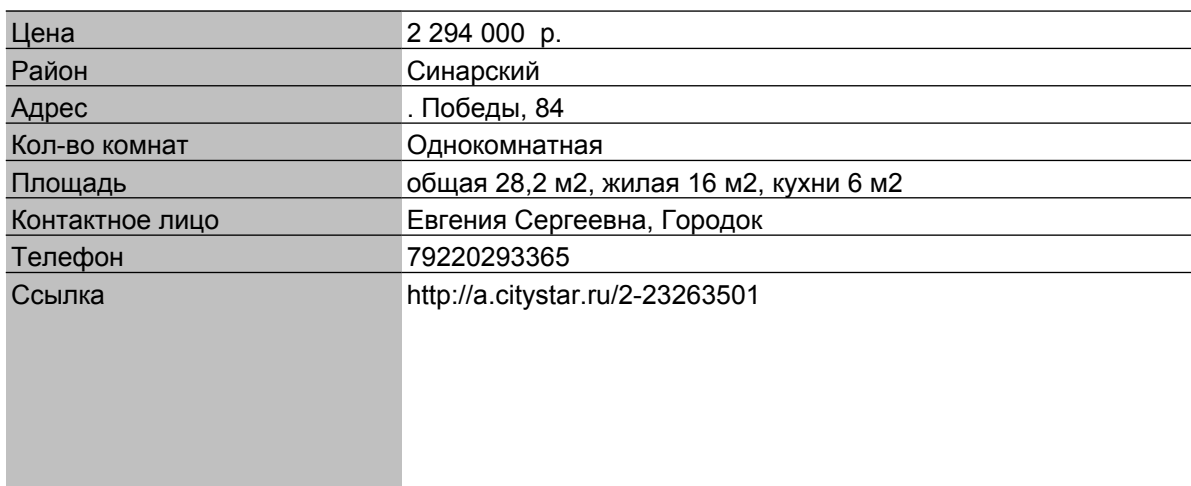 Цена 2 294 000 р.
Район Синарский
Адрес . Победы, 84
Кол-во комнат Однокомнатная
Площадь общая 28,2 м2, жилая 16 м2, кухни 6 м2
Контактное лицо Евгения Сергеевна, Городок
Телефон 79220293365
Ссылка http://a.citystar.ru/2-23263501